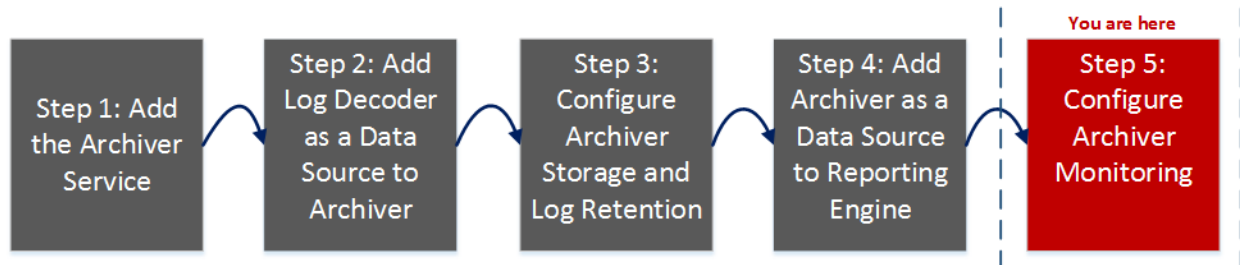 You are here
Step 1: Add
the Archiver
Service
Step 2: Add
Log Decoder
as a Data
Source to
Archiver
Step 3:
Configure
Archiver
Storage and
Log Retention
Step 4: Add
Archiver as a
Data Source
to Reporting
Engine
Step 5:
Configure
Archiver
Monitoring